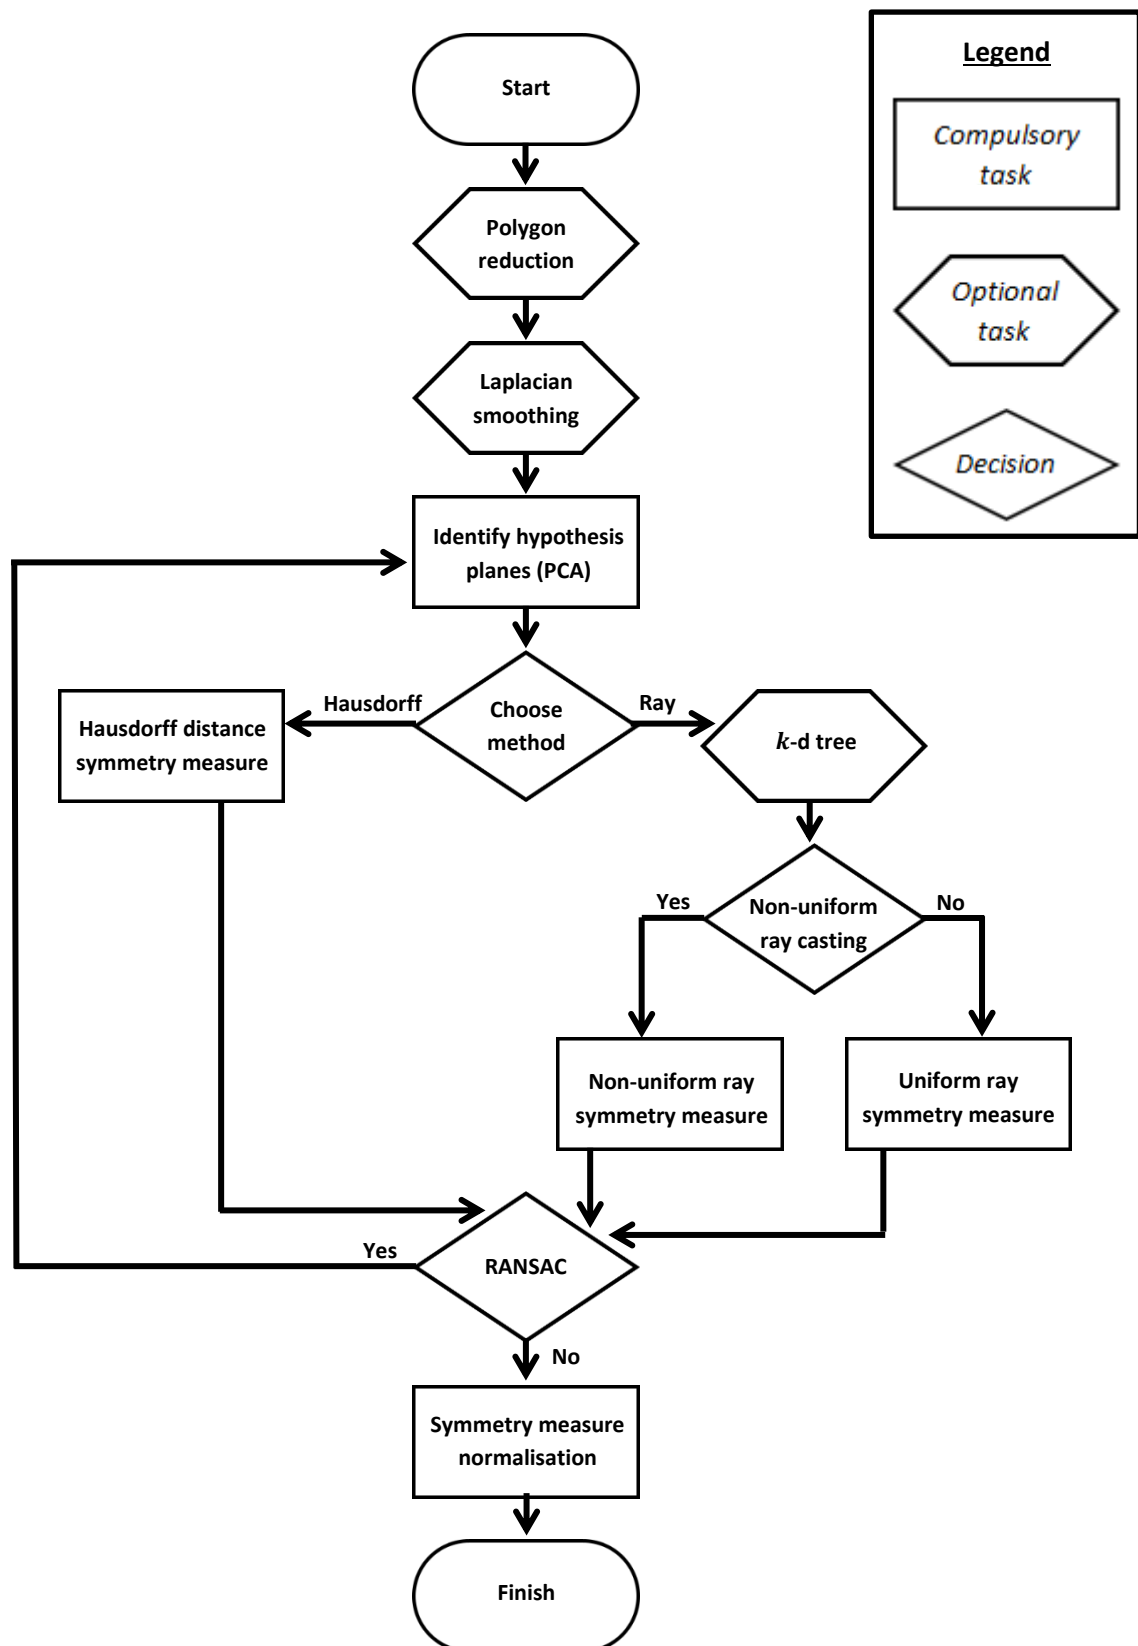 Start
Legend
Compulsory
task
Polygon
reduction
Optional
task
Laplacian
smoothing
Decision
Identify hypothesis
planes (PCA)
Hausdorff
Ray
Choose
method
Hausdorff distance
symmetry measure
k-d tree
Yes
No
Non-uniform
ray casting
Non-uniform ray
symmetry measure
Uniform ray
symmetry measure
Yes
RANSAC
No
Symmetry measure
normalisation
Finish